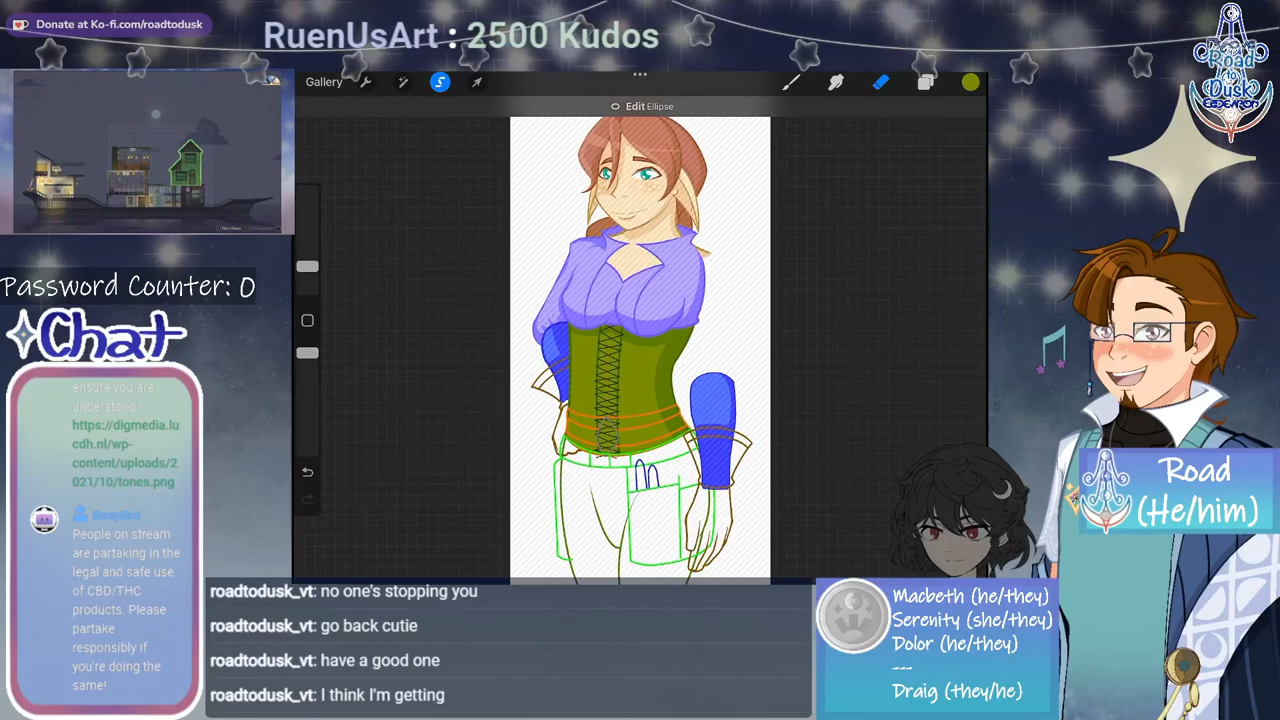 Donate at Ko-fi.com/roadtodusk
RuenUsArt : 2500 Kudos
Road
to
Dusk
Gallery
Edit Ellipse
Password Counter: 0
Chat
ensure you are
understood
https://digmedia.lu
cdh.nl/wp-
content/uploads/2
021/10/tones.png
People on stream
are partaking in the
legal and safe use
of CBD/THC
products. Please
partake
responsibly if
you're doing the
same!
roadtodusk_vt: no one's stopping you
roadtodusk_vt: go back cutie
roadtodusk_vt: have a good one
roadtodusk_vt: I think I'm getting
Road
(He/him)
Macbeth (he/they)
Serenity (she/they)
Dolor (he/they)
---
Draig (they/he)